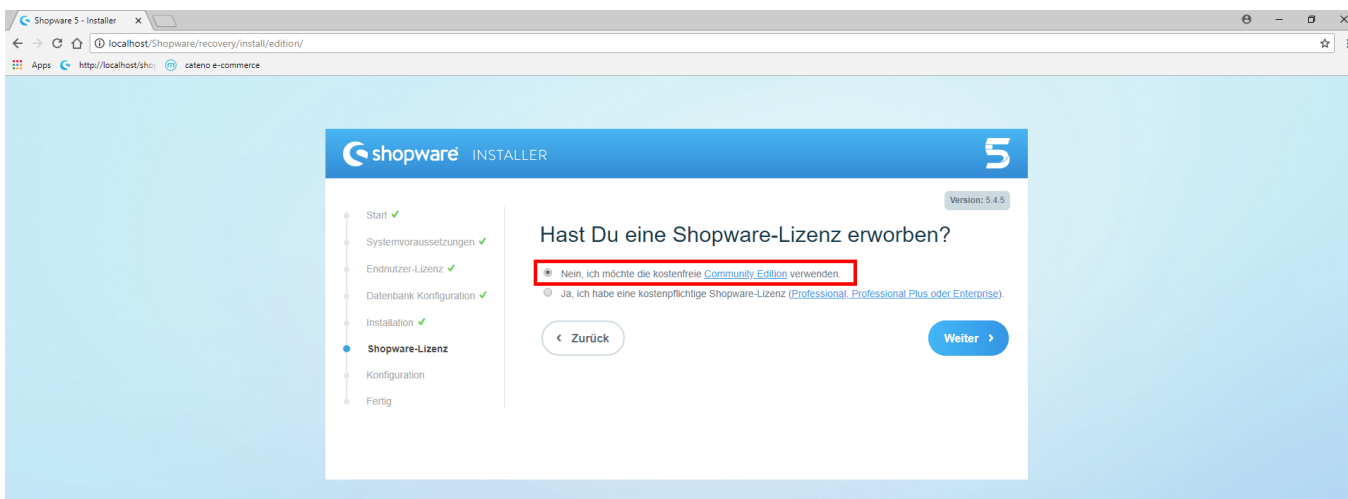 Shopware 5 - Installer
localhost/Shopware/recovery/install/edition/
Apps http://localhost/sho cateno e-commerce
shopware INSTALLER 5
Version: 5.4.5
Start
Systemvoraussetzungen
Endnutzer-Lizenz
Datenbank Konfiguration
Installation
Shopware-Lizenz
Konfiguration
Fertig
Hast Du eine Shopware-Lizenz erworben?
Nein, ich möchte die kostenfreie Community Edition verwenden.
Ja, ich habe eine kostenpflichtige Shopware-Lizenz (Professional, Professional Plus oder Enterprise).
Zurück
Weiter